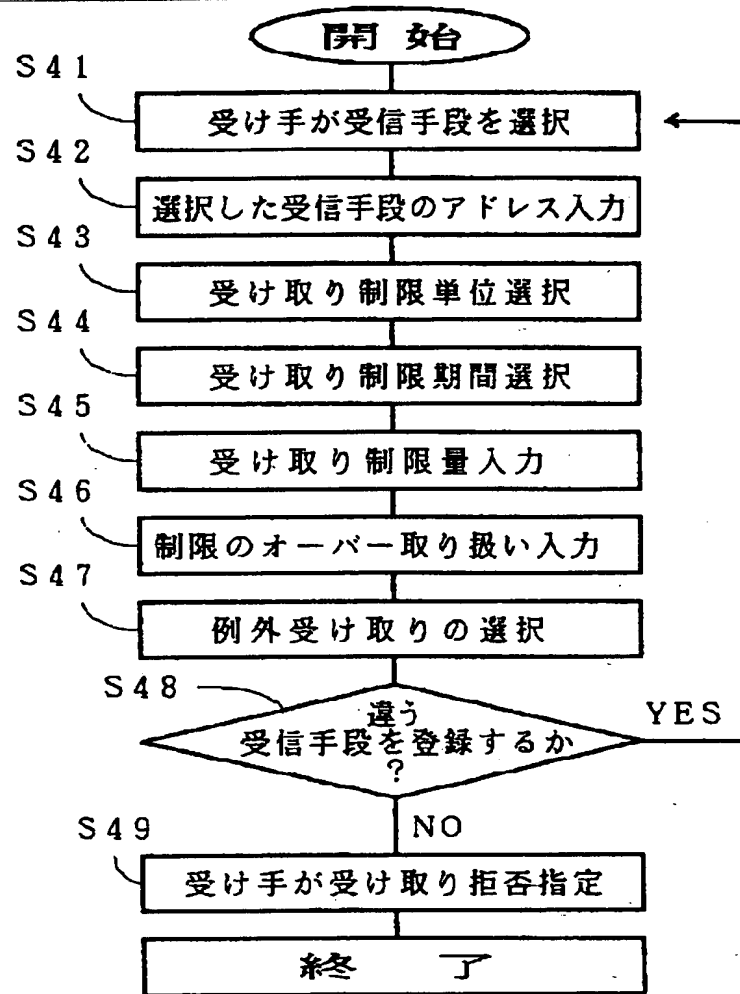 開 始
S41
受け手が受信手段を選択
S42
選択した受信手段のアドレス入力
S43
受け取り制限単位選択
S44
受け取り制限期間選択
S45
受け取り制限量入力
S46
制限のオーバー取り扱い入力
S47
例外受け取りの選択
S48
違う
受信手段を登録するか
?
YES
NO
S49
受け手が受け取り拒否指定
終 了